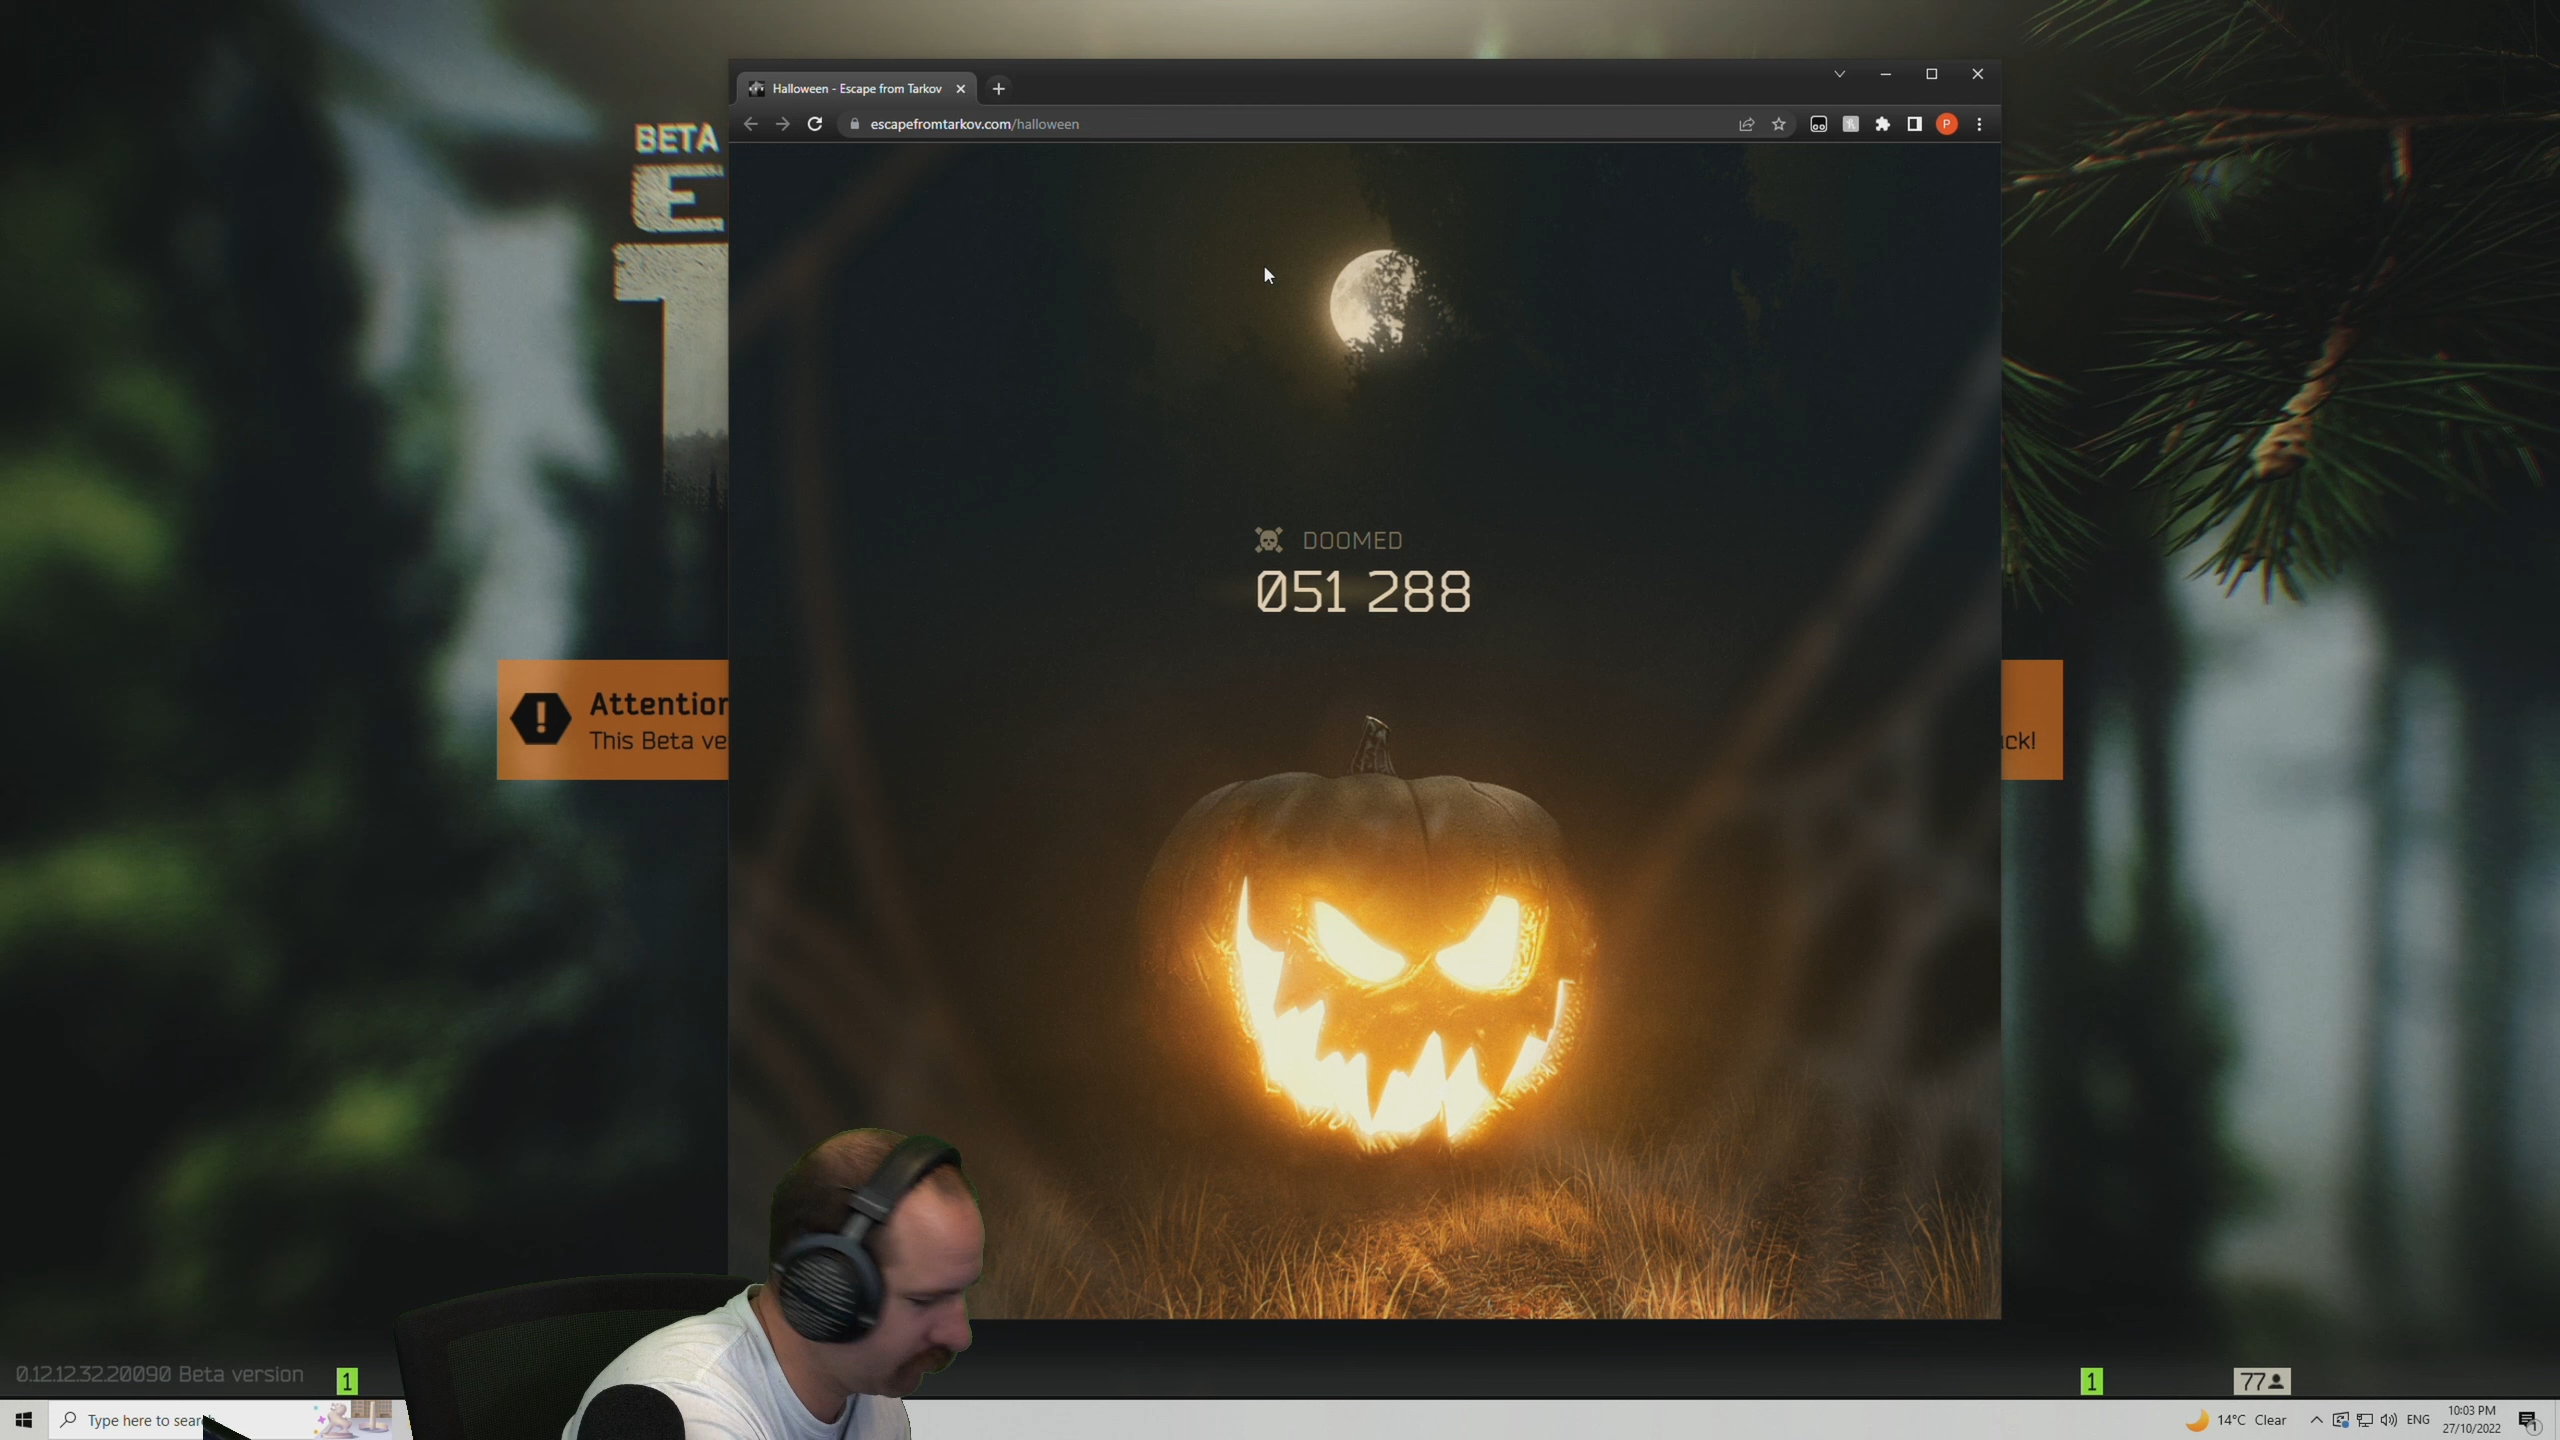 Halloween - Escape from Tarkov
escapefromtarkov.com/halloween
P
BETA
E
T
DOOMED
051 288
Attention
This Beta ve
ck!
0.12.12.32.20090 Beta version
1
1
77
Type here to search
14°C Clear
ENG
10:03 PM
27/10/2022
1